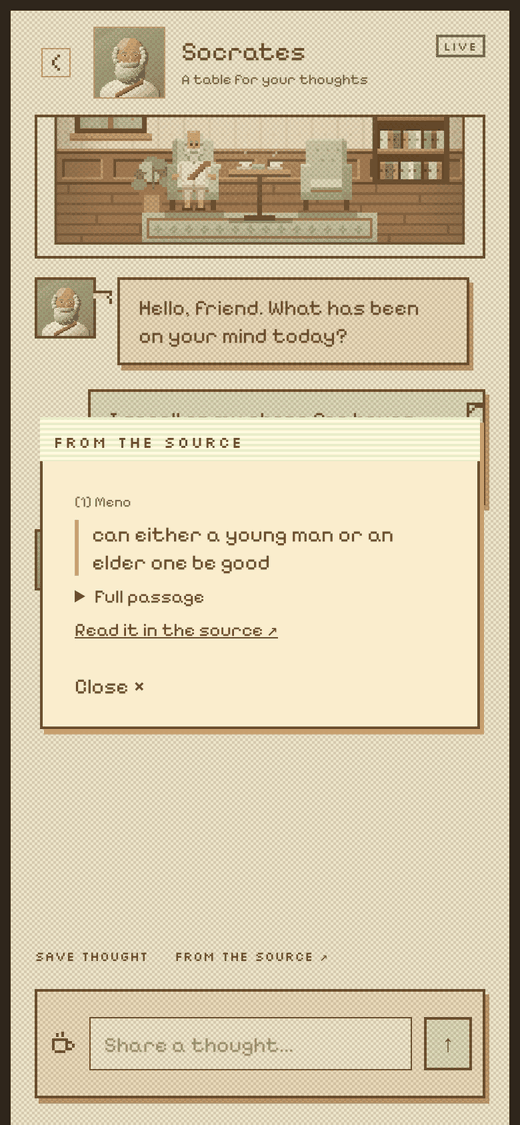 Socrates
LIVE
A table for your thoughts
Hello, friend. What has been
on your mind today?
FROM THE SOURCE
(1) Meno
can either a young man or an
elder one be good
▶ Full passage
Read it in the source ↗
Close ×
SAVE THOUGHT FROM THE SOURCE ↗
Share a thought...
↑